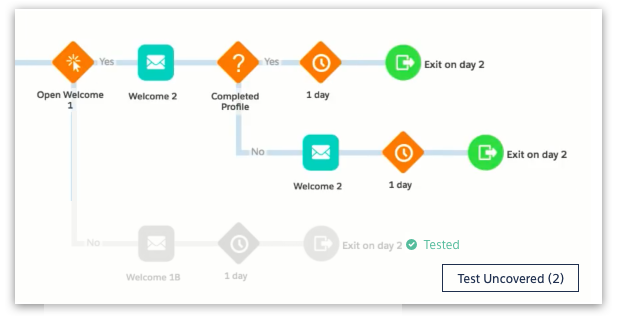 Yes
Yes
Open Welcome
1
Welcome 2
Completed
Profile
1 day
Exit on day 2
No
Welcome 2
1 day
Exit on day 2
No
Welcome 1B
1 day
Exit on day 2
Tested
Test Uncovered (2)